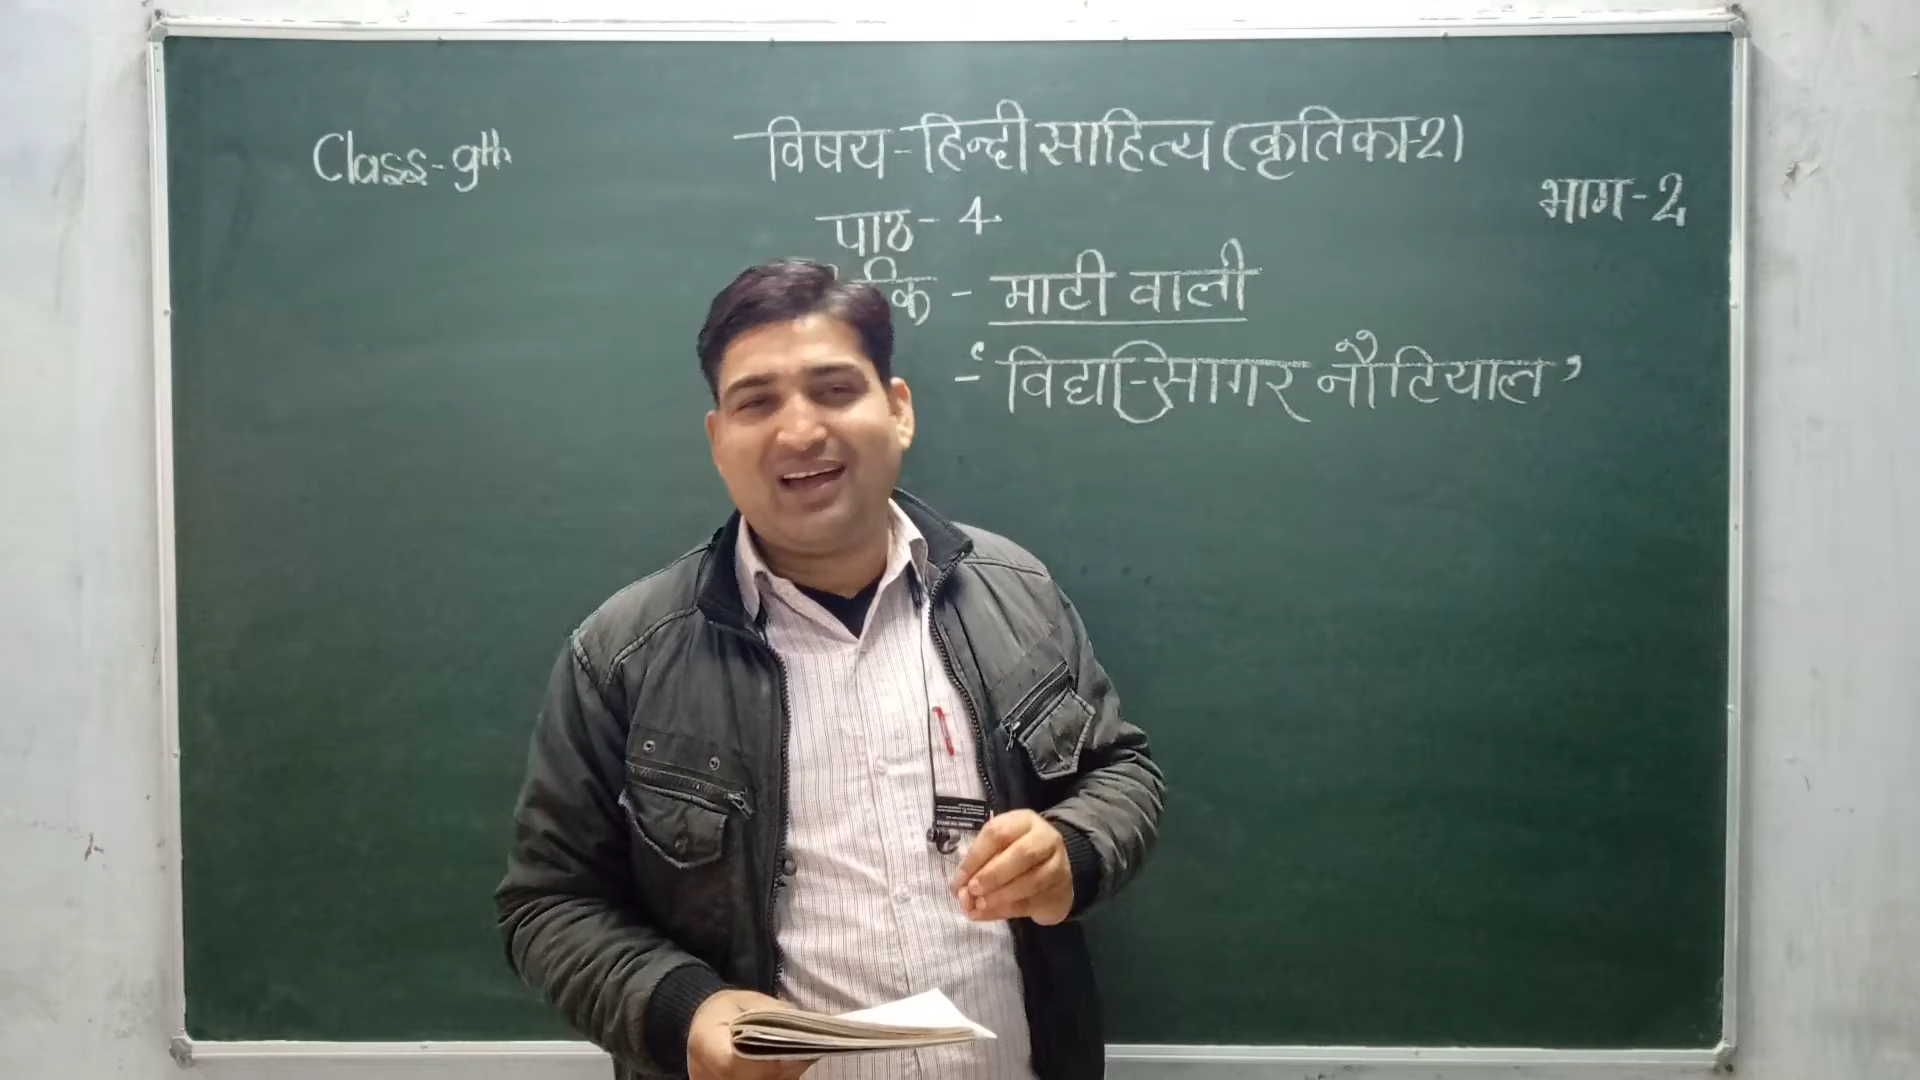 Class-9th
विषय-हिन्दी साहित्य (कृतिका-2)
भाग-2
पाठ-4
- माटी वाली
-‘विद्यासागर नौटियाल’